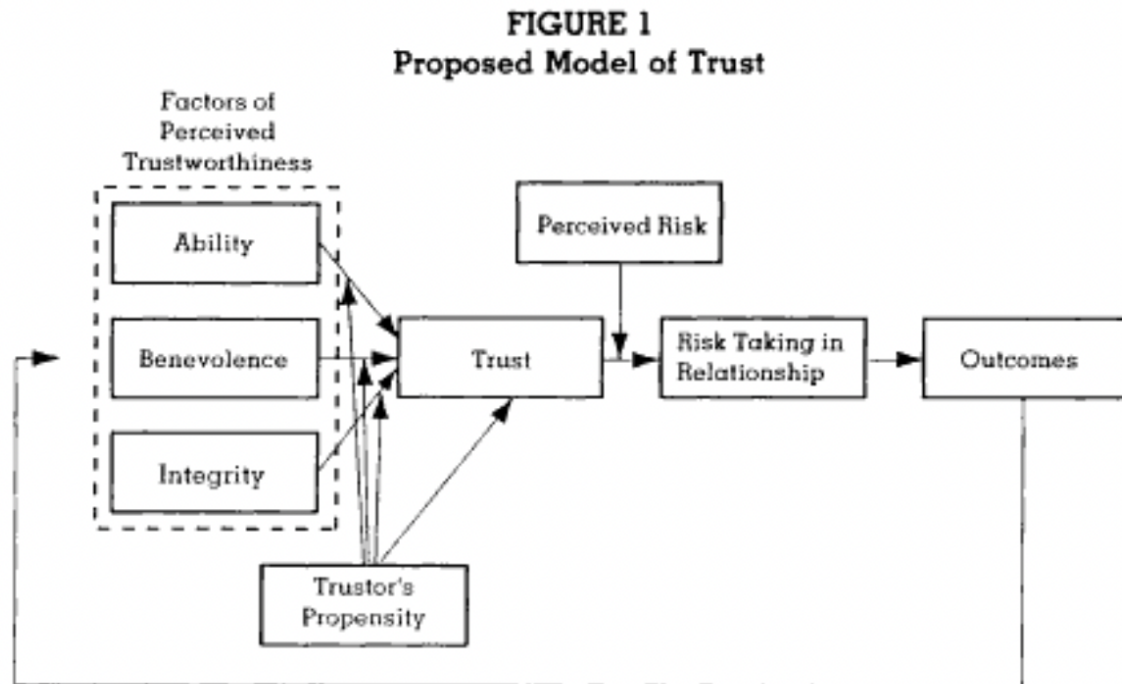 FIGURE 1
Proposed Model of Trust
Factors of
Perceived
Trustworthiness
Ability
Benevolence
Integrity
Perceived Risk
Trust
Risk Taking in
Relationship
Outcomes
Trustor's
Propensity